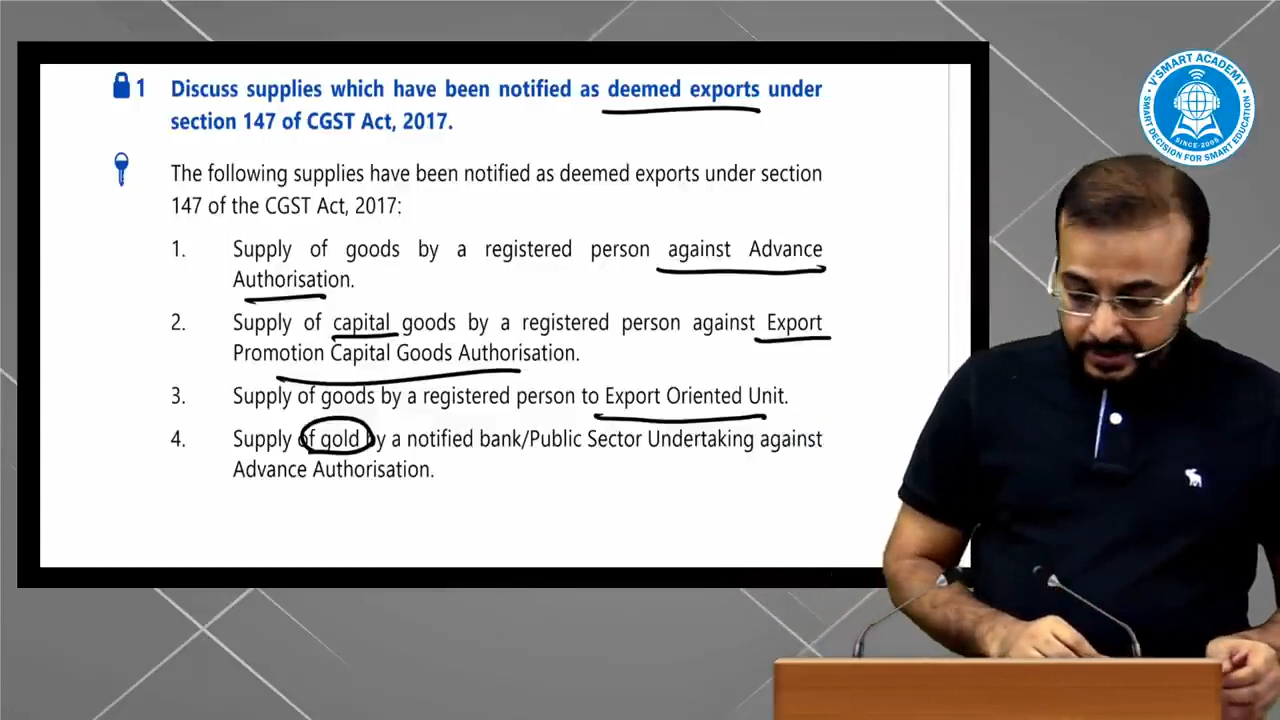 1 Discuss supplies which have been notified as deemed exports under
section 147 of CGST Act, 2017.
The following supplies have been notified as deemed exports under section
147 of the CGST Act, 2017:
1. Supply of goods by a registered person against Advance
Authorisation.
2. Supply of capital goods by a registered person against Export
Promotion Capital Goods Authorisation.
3. Supply of goods by a registered person to Export Oriented Unit.
4. Supply of gold by a notified bank/Public Sector Undertaking against
Advance Authorisation.
V'SMART ACADEMY
SINCE-2005
SMART DECISION FOR SMART EDUCATION